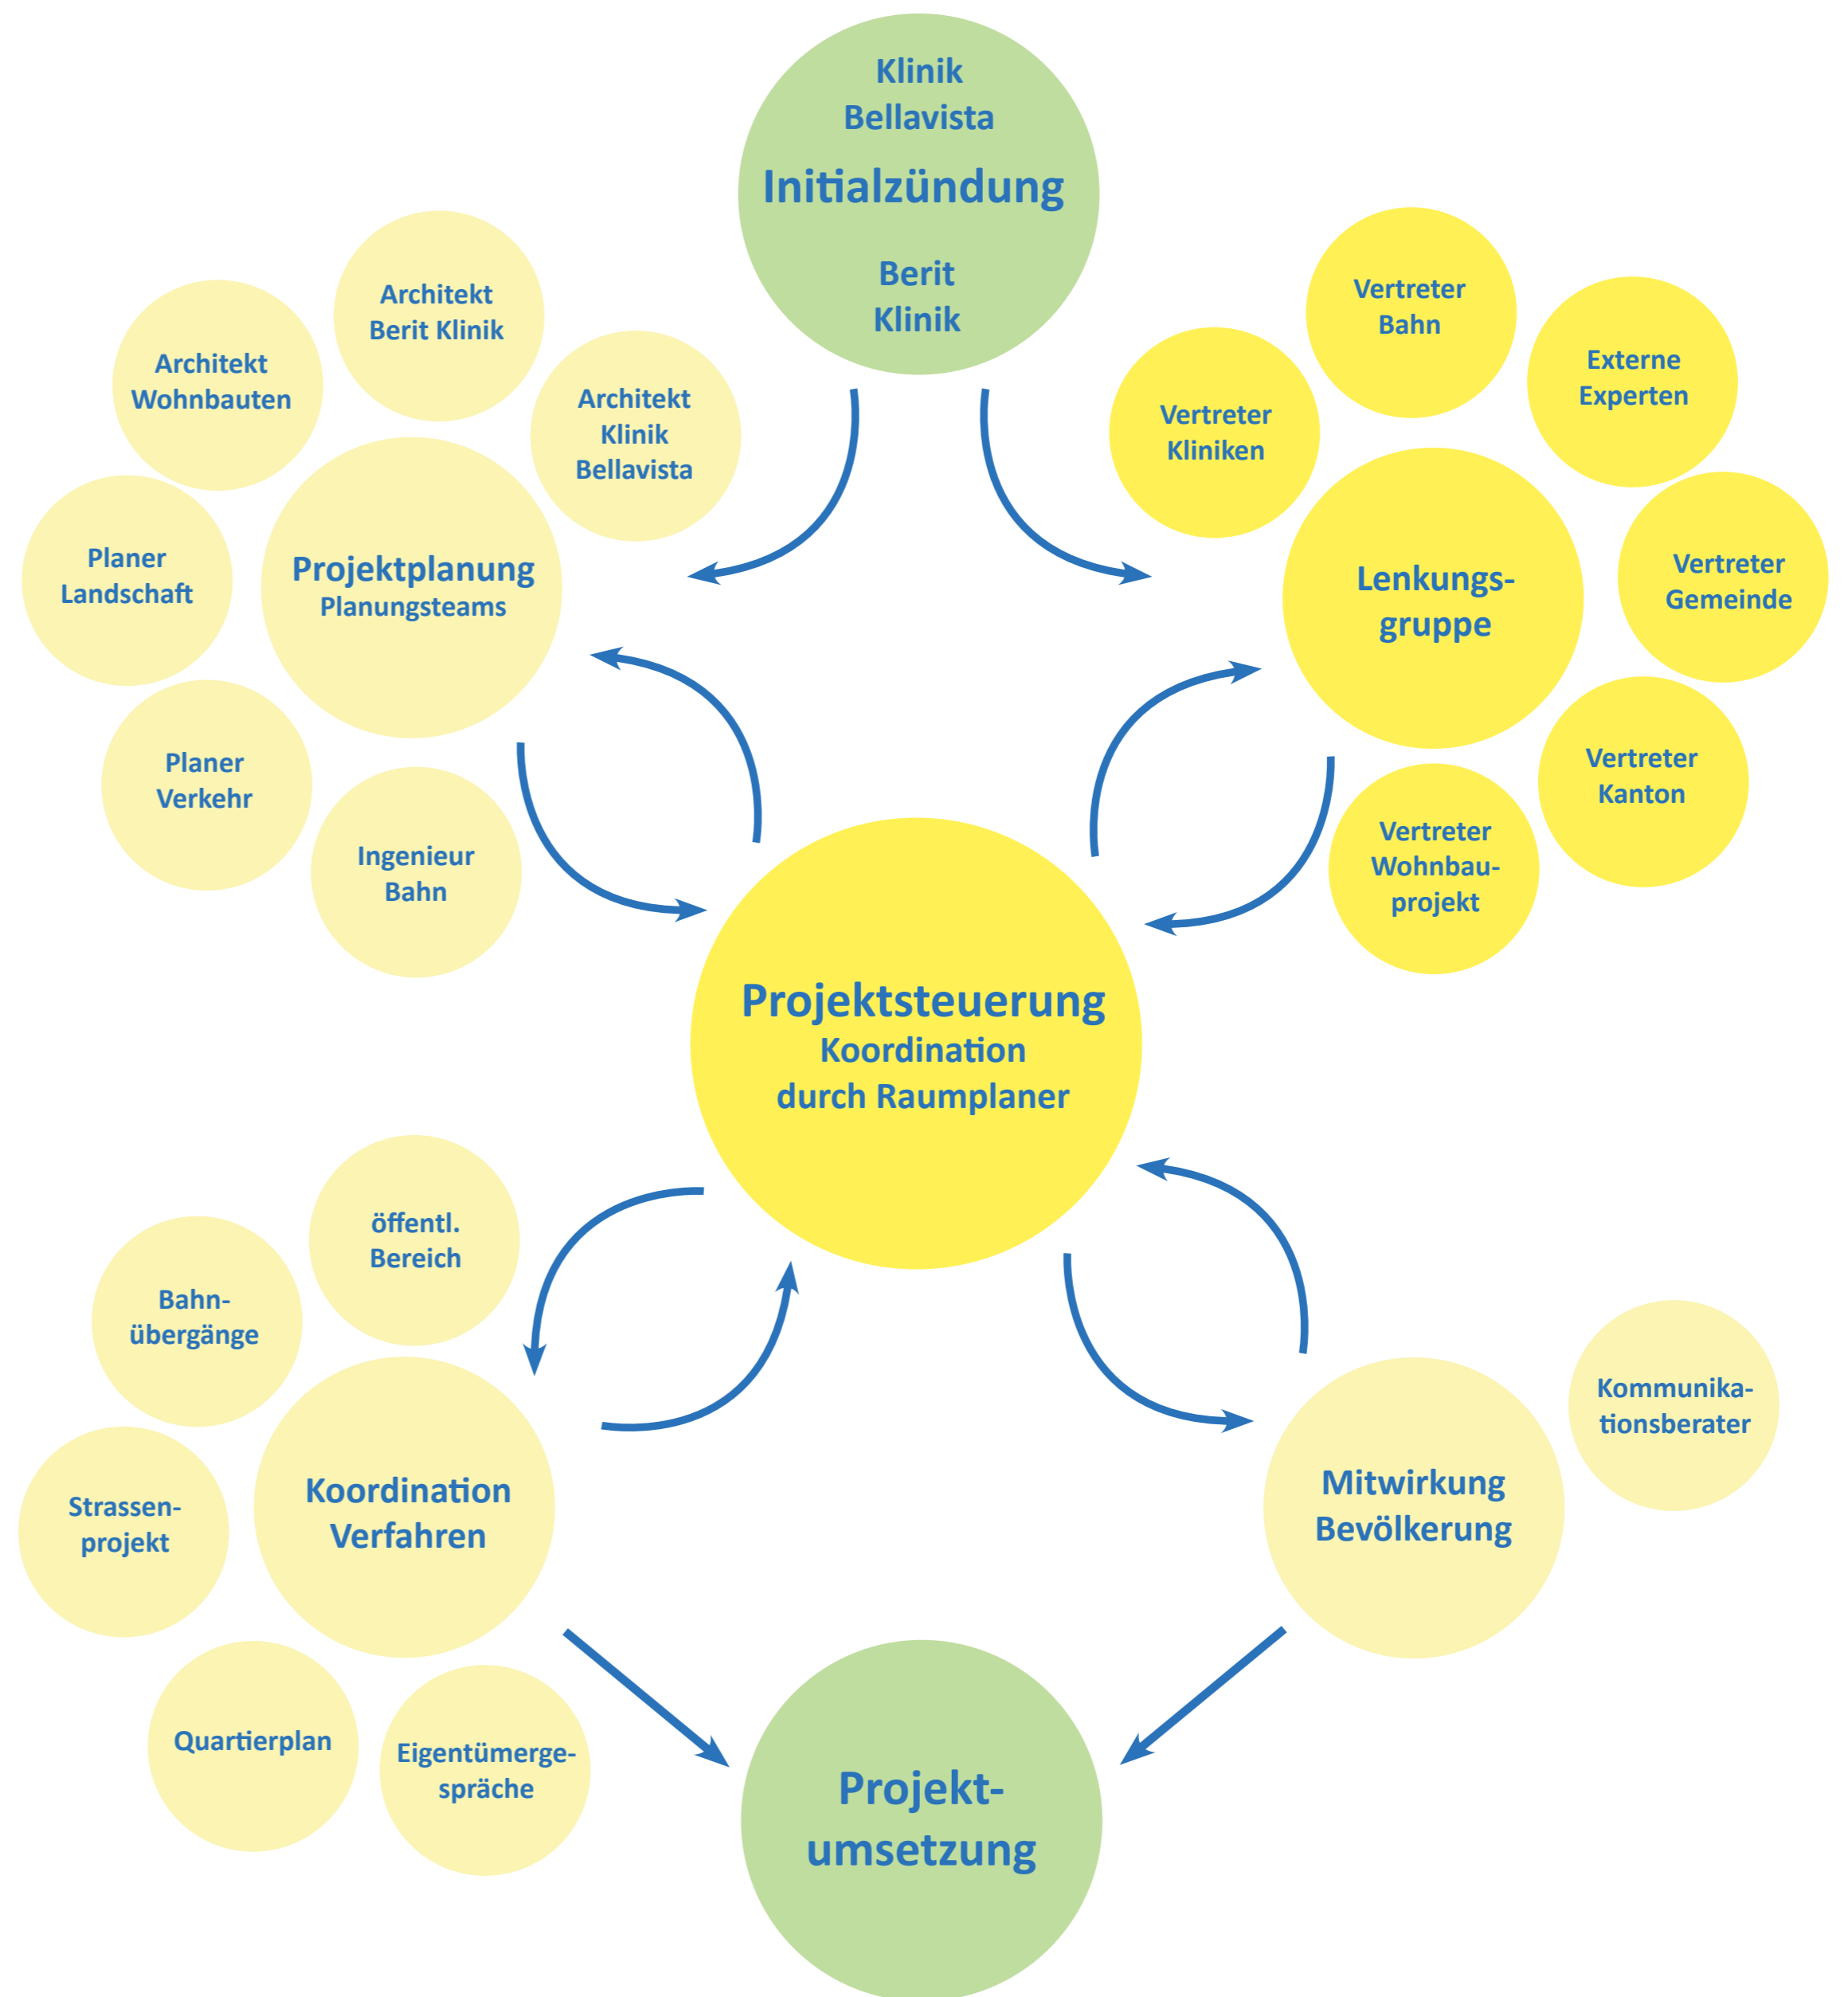 Klinik
Bellavista
Initialzündung
Berit
Klinik
Architekt
Berit Klinik
Architekt
Wohnbauten
Architekt
Klinik
Bellavista
Planer
Landschaft
Projektplanung
Planungsteams
Planer
Verkehr
Ingenieur
Bahn
Vertreter
Bahn
Externe
Experten
Vertreter
Kliniken
Vertreter
Gemeinde
Lenkungs-
gruppe
Vertreter
Kanton
Vertreter
Wohnbau-
projekt
Projektsteuerung
Koordination
durch Raumplaner
öffentl.
Bereich
Bahn-
übergänge
Strassen-
projekt
Koordination
Verfahren
Quartierplan
Eigentümerge-
spräche
Kommunika-
tionsberater
Mitwirkung
Bevölkerung
Projekt-
umsetzung